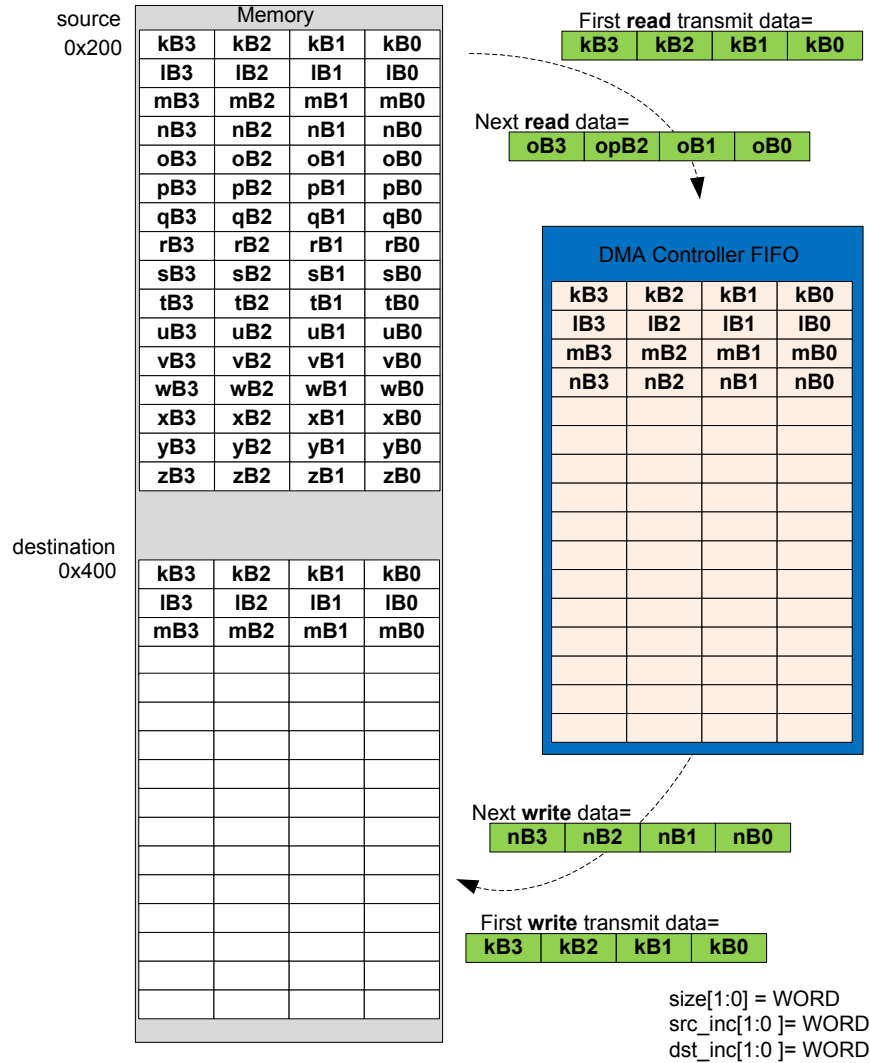 source
0x200
Memory
kB3 kB2 kB1 kB0
lB3 lB2 lB1 lB0
mB3 mB2 mB1 mB0
nB3 nB2 nB1 nB0
oB3 oB2 oB1 oB0
pB3 pB2 pB1 pB0
qB3 qB2 qB1 qB0
rB3 rB2 rB1 rB0
sB3 sB2 sB1 sB0
tB3 tB2 tB1 tB0
uB3 uB2 uB1 uB0
vB3 vB2 vB1 vB0
wB3 wB2 wB1 wB0
xB3 xB2 xB1 xB0
yB3 yB2 yB1 yB0
zB3 zB2 zB1 zB0
destination
0x400
kB3 kB2 kB1 kB0
lB3 lB2 lB1 lB0
mB3 mB2 mB1 mB0
First read transmit data=
kB3 kB2 kB1 kB0
Next read data=
oB3 opB2 oB1 oB0
DMA Controller FIFO
kB3 kB2 kB1 kB0
lB3 lB2 lB1 lB0
mB3 mB2 mB1 mB0
nB3 nB2 nB1 nB0
Next write data=
nB3 nB2 nB1 nB0
First write transmit data=
kB3 kB2 kB1 kB0
size[1:0] = WORD
src_inc[1:0 ]= WORD
dst_inc[1:0 ]= WORD